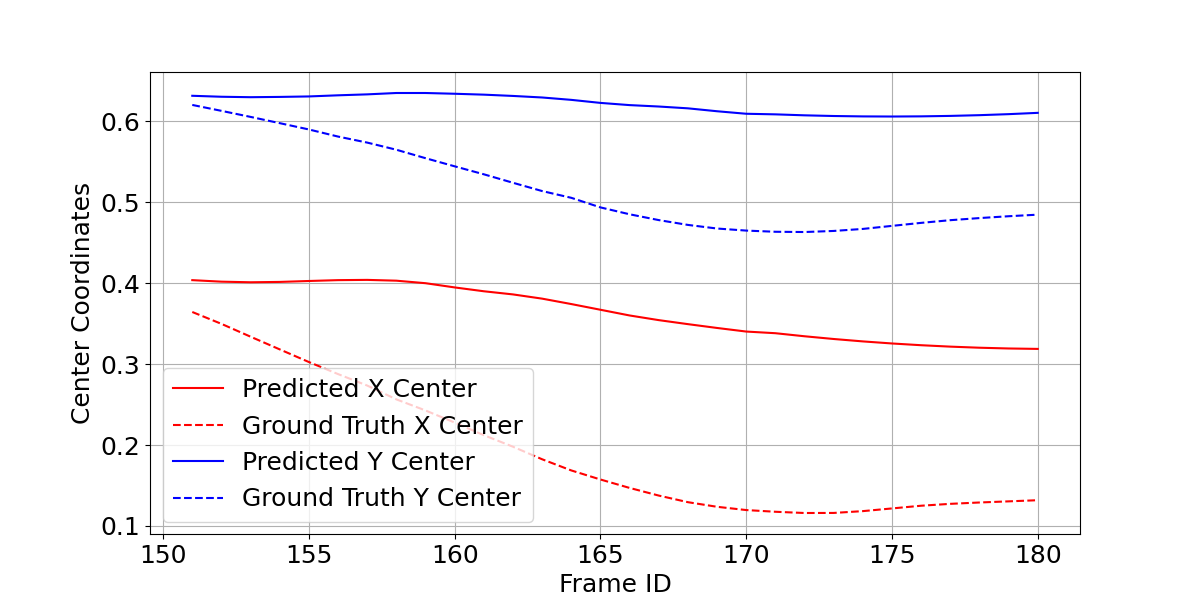 0.6
0.5
0.4
0.3
0.2
0.1
Center Coordinates
Predicted X Center
Ground Truth X Center
Predicted Y Center
Ground Truth Y Center
150 155 160 165 170 175 180
Frame ID